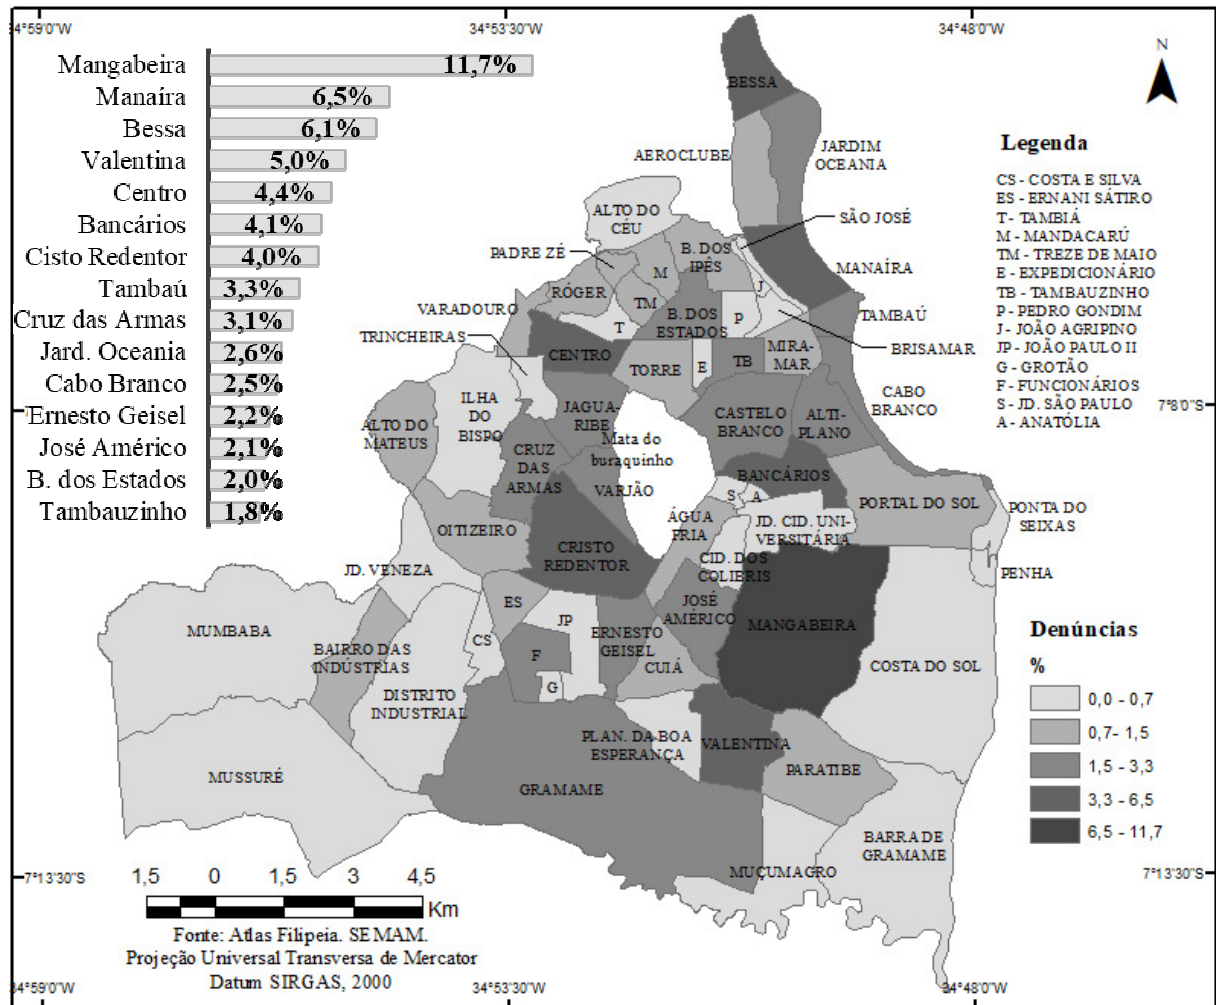 34°59'0"W
34°53'30"W
34°48'0"W
Mangabeira 11,7%
Manaíra 6,5%
Bessa 6,1%
Valentina 5,0%
Centro 4,4%
Bancários 4,1%
Cisto Redentor 4,0%
Tambaú 3,3%
Cruz das Armas 3,1%
Jard. Oceania 2,6%
Cabo Branco 2,5%
Ernesto Geisel 2,2%
José Américo 2,1%
B. dos Estados 2,0%
Tambauzinho 1,8%
N
BESSA
AEROCLUBE
JARDIM
OCEANIA
ALTO DO
CÉU
SÃO JOSÉ
PADRE ZÉ
M
B. DOS
IPÊS
MANAÍRA
RÓGER
TM
J
VARADOURO
T
B. DOS
ESTADOS
P
TAMBAÚ
TRINCHEIRAS
BRISAMAR
CENTRO
TORRE
E
TB
MIRA-
MAR
CABO
BRANCO
ILHA
DO
BISPO
JAGUA-
RIBE
CASTELO
BRANCO
ALTI-
PLANO
ALTO DO
MATEUS
CRUZ
DAS
ARMAS
Mata do
buraquinho
VARJÃO
BANCÁRIOS
S
A
PORTAL DO SOL
PONTA DO
SEIXAS
OITIZEIRO
ÁGUA
FRIA
JD. CID. UNI-
VERSITÁRIA
CRISTO
REDENTOR
CID. DOS
COLIBRIS
PENHA
JD. VENEZA
ES
JP
JOSÉ
AMÉRICO
MANGABEIRA
MUMBABA
BAIRRO DAS
INDÚSTRIAS
CS
F
ERNESTO
GEISEL
CUIÁ
COSTA DO SOL
G
DISTRITO
INDUSTRIAL
PLAN. DA BOA
ESPERANÇA
VALENTINA
PARATIBE
MUSSURÉ
GRAMAME
BARRA DE
GRAMAME
MUÇUMAGRO
Legenda
CS - COSTA E SILVA
ES - ERNANI SÁTIRO
T - TAMBIÁ
M - MANDACARÚ
TM - TREZE DE MAIO
E - EXPEDICIONÁRIO
TB - TAMBAUZINHO
P - PEDRO GONDIM
J - JOÃO AGRIPINO
JP - JOÃO PAULO II
G - GROTÃO
F - FUNCIONÁRIOS
S - JD. SÃO PAULO
A - ANATÓLIA
7°8'0"S
Denúncias
%
0,0 - 0,7
0,7- 1,5
1,5 - 3,3
3,3 - 6,5
6,5 - 11,7
7°13'30"S
7°13'30"S
1,5 0 1,5 3 4,5
Km
Fonte: Atlas Filipeia. SEMAM.
Projeção Universal Transversa de Mercator
Datum SIRGAS, 2000
34°59'0"W
34°53'30"W
34°48'0"W